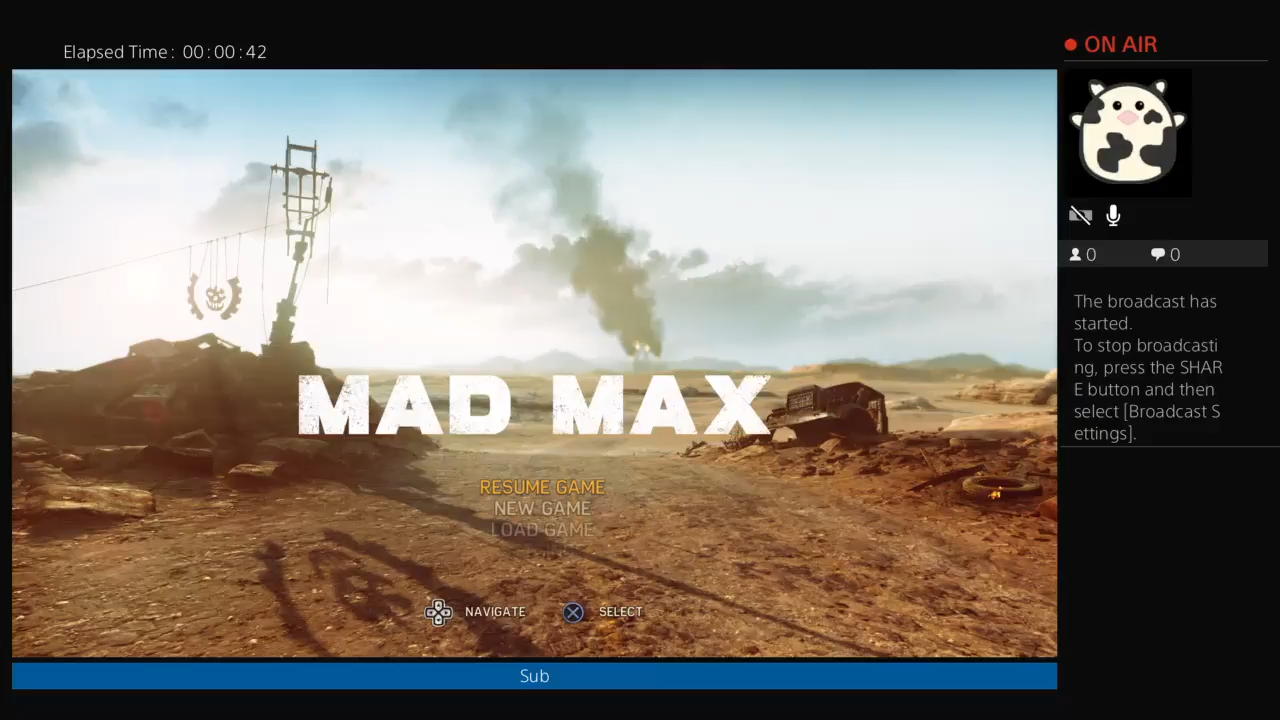 Elapsed Time: 00:00:42
ON AIR
0 0
The broadcast has
started.
To stop broadcasti
ng, press the SHAR
E button and then
select [Broadcast S
ettings].
MAD MAX
RESUME GAME
NEW GAME
LOAD GAME
NAVIGATE SELECT
Sub